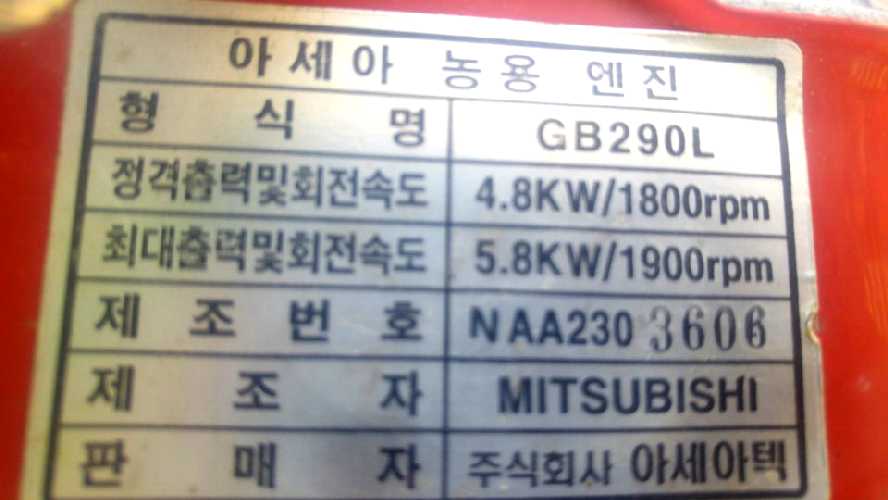 아세아 농용 엔진
형식명 GB290L
정격출력및회전속도 4.8KW/1800rpm
최대출력및회전속도 5.8KW/1900rpm
제조번호 NAA230 3606
제조자 MITSUBISHI
판매자 주식회사 아세아텍